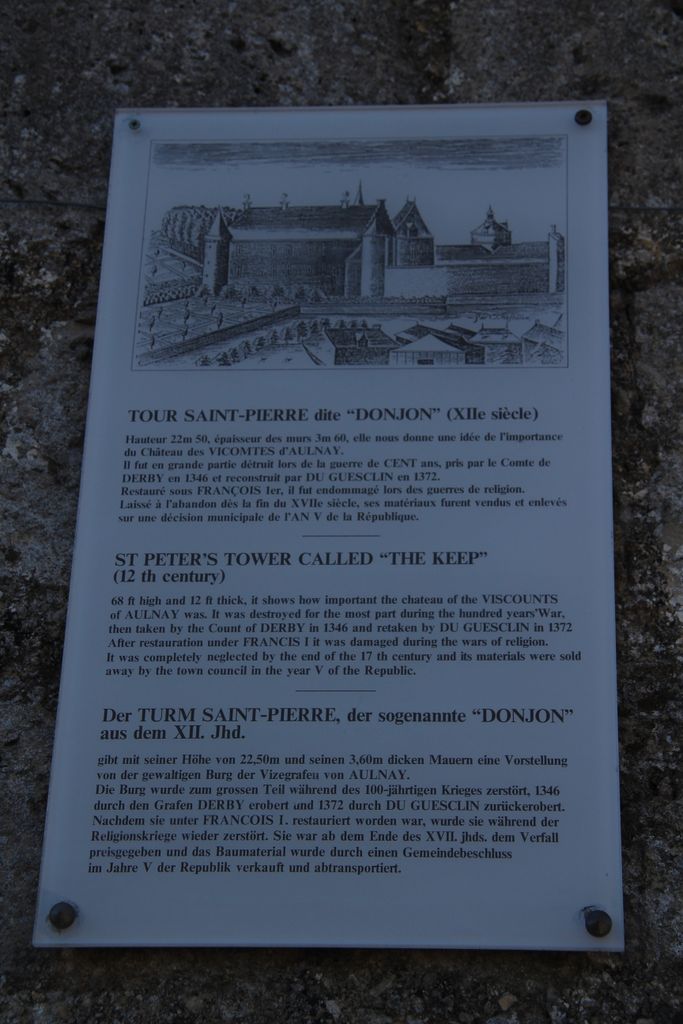 TOUR SAINT-PIERRE dite “DONJON” (XIIe siècle)
Hauteur 22m 50, épaisseur des murs 3m 60, elle nous donne une idée de l'importance
du Château des VICOMTES d'AULNAY.
Il fut en grande partie détruit lors de la guerre de CENT ans, pris par le Comte de
DERBY en 1346 et reconstruit par DU GUESCLIN en 1372.
Restauré sous FRANÇOIS Ier, il fut endommagé lors des guerres de religion.
Laissé à l'abandon dès la fin du XVIIe siècle, ses matériaux furent vendus et enlevés
sur une décision municipale de l'AN V de la République.
ST PETER'S TOWER CALLED “THE KEEP”
(12 th century)
68 ft high and 12 ft thick, it shows how important the chateau of the VISCOUNTS
of AULNAY was. It was destroyed for the most part during the hundred years'War,
then taken by the Count of DERBY in 1346 and retaken by DU GUESCLIN in 1372
After restauration under FRANCIS I it was damaged during the wars of religion.
It was completely neglected by the end of the 17 th century and its materials were sold
away by the town council in the year V of the Republic.
Der TURM SAINT-PIERRE, der sogenannte “DONJON”
aus dem XII. Jhd.
gibt mit seiner Höhe von 22,50m und seinen 3,60m dicken Mauern eine Vorstellung
von der gewaltigen Burg der Vizegrafen von AULNAY.
Die Burg wurde zum grossen Teil während des 100-jährtigen Krieges zerstört, 1346
durch den Grafen DERBY erobert und 1372 durch DU GUESCLIN zurückerobert.
Nachdem sie unter FRANCOIS I. restauriert worden war, wurde sie während der
Religionskriege wieder zerstört. Sie war ab dem Ende des XVII. jhds. dem Verfall
preisgegeben und das Baumaterial wurde durch einen Gemeindebeschluss
im Jahre V der Republik verkauft und abtransportiert.